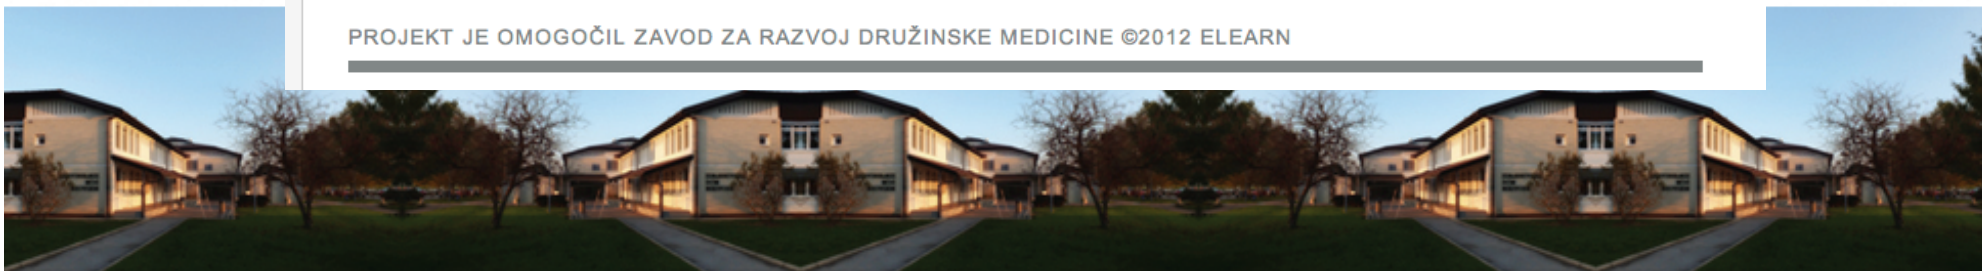 PROJEKT JE OMOGOČIL ZAVOD ZA RAZVOJ DRUŽINSKE MEDICINE ©2012 ELEARN